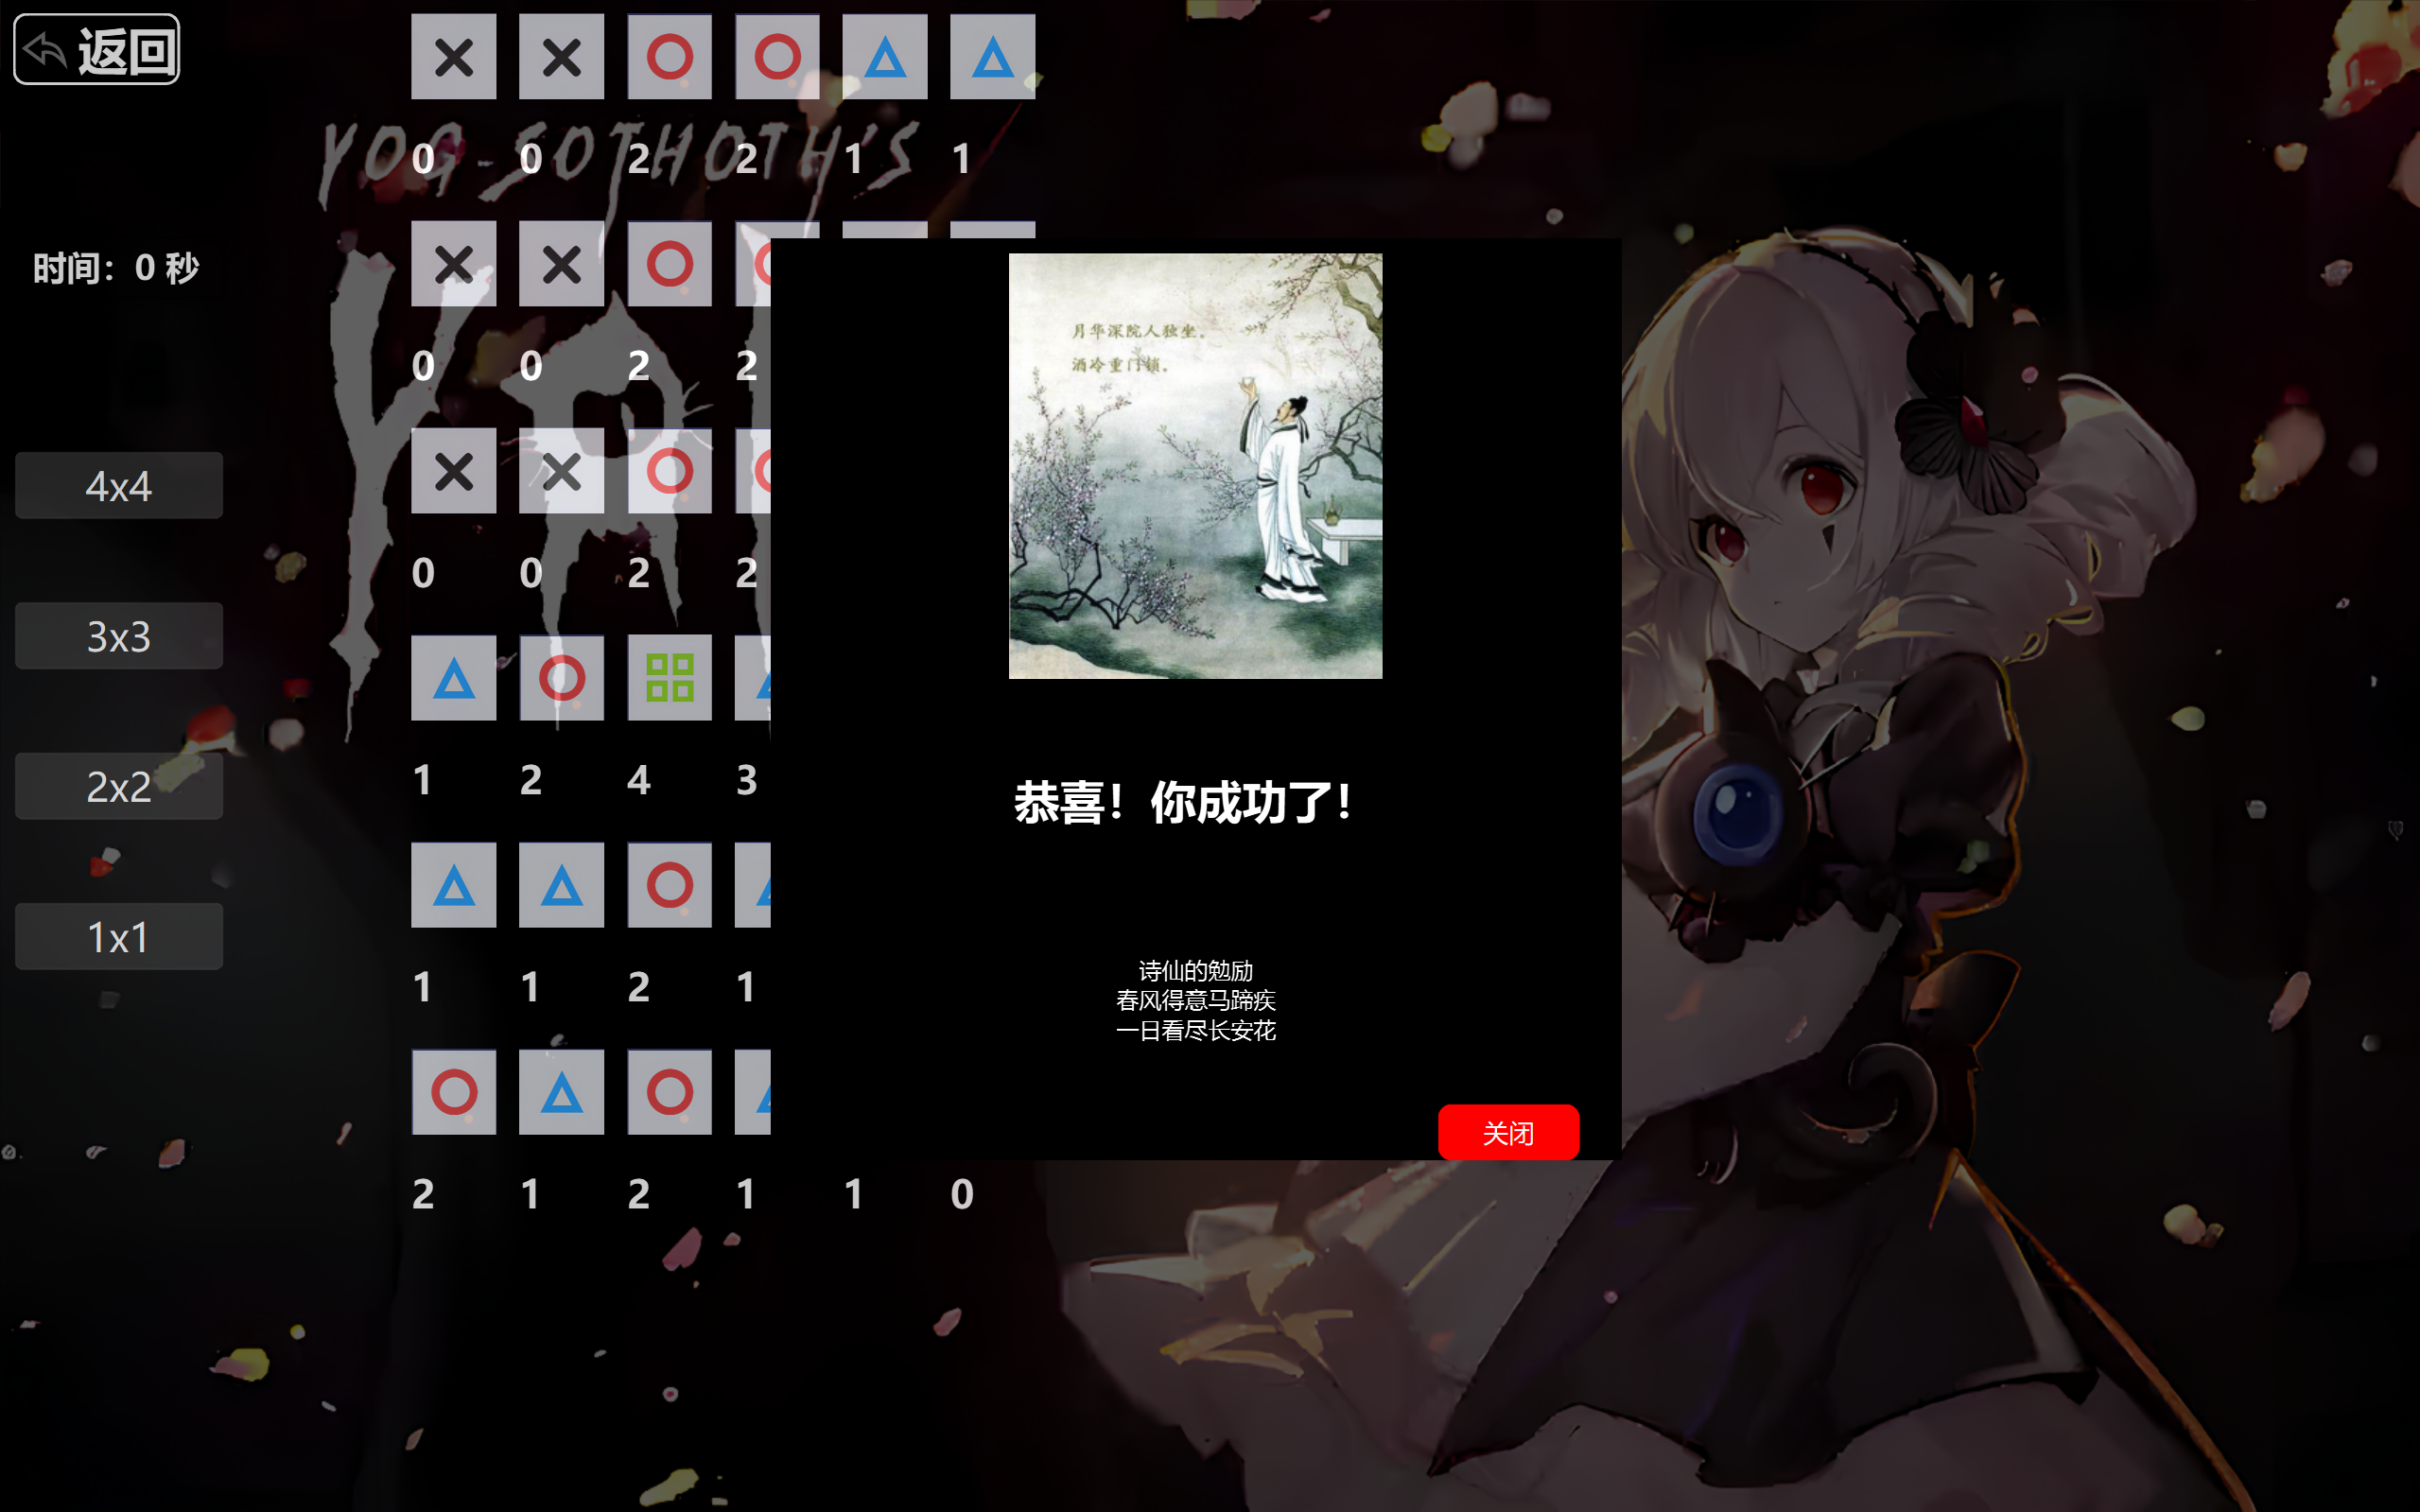 返回
0 0 2 2 1 1
YOG-SOTHOTH'S
时间：0 秒
0 0 2 2
月华深院人独坐。
酒冷重门锁。
4x4
0 0 2 2
3x3
1 2 4 3
2x2
恭喜！你成功了！
1x1
1 1 2 1
诗仙的勉励
春风得意马蹄疾
一日看尽长安花
关闭
2 1 2 1 1 0